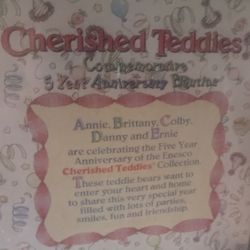 Cherished Teddies
Commemorative
5 Year Anniversary Figurine
Annie, Brittany, Colby,
Danny and Ernie
are celebrating the Five Year
Anniversary of the Enesco
Cherished Teddies® Collection.
These teddie bears want to
enter your heart and home
to share this very special year
filled with lots of parties,
smiles, fun and friendship.